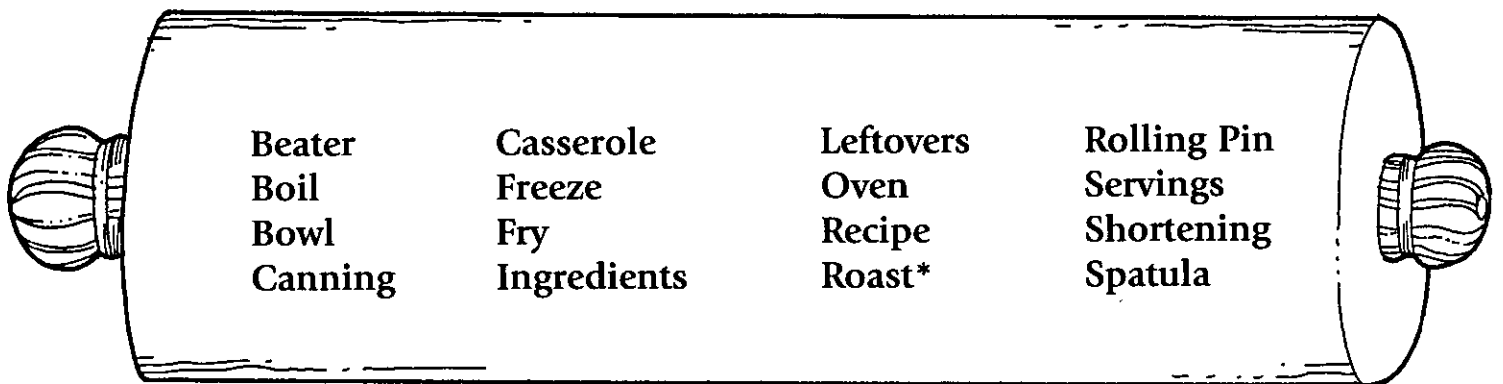 Beater Casserole Leftovers Rolling Pin
Boil Freeze Oven Servings
Bowl Fry Recipe Shortening
Canning Ingredients Roast* Spatula